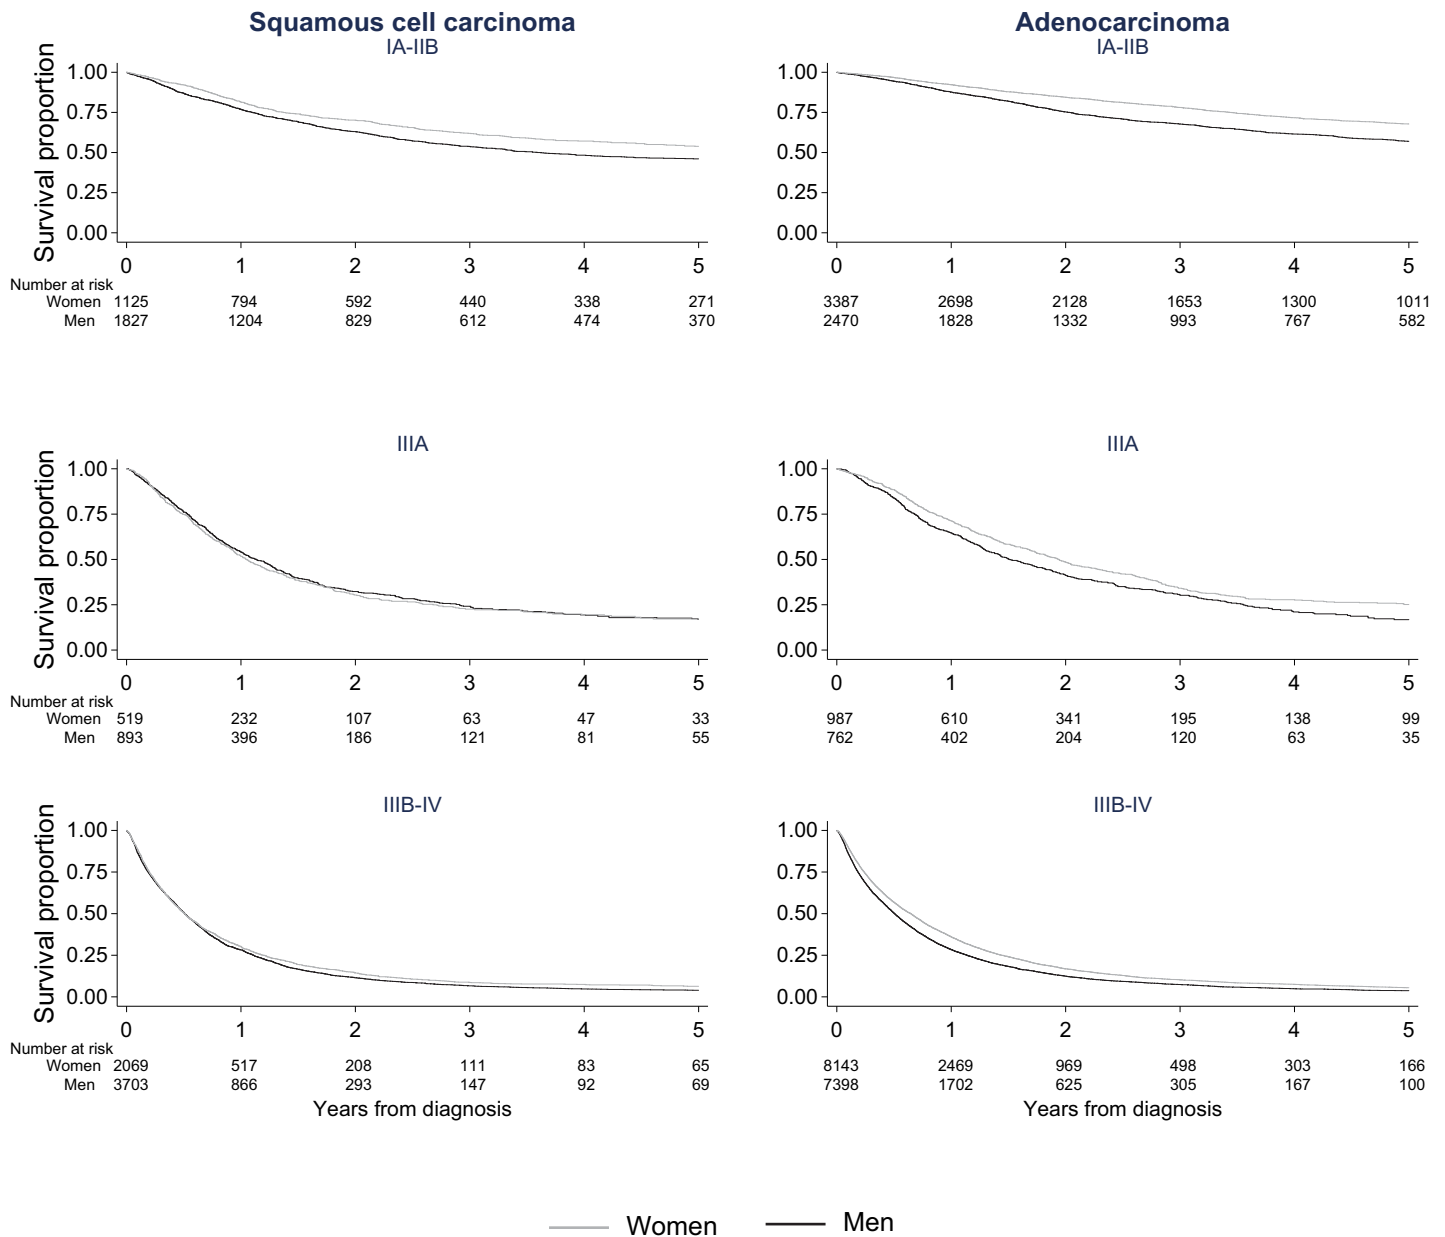 Squamous cell carcinoma
IA-IIB
Survival proportion
1.00
0.75
0.50
0.25
0.00
0 1 2 3 4 5
Number at risk
Women 1125 794 592 440 338 271
Men 1827 1204 829 612 474 370
Adenocarcinoma
IA-IIB
1.00
0.75
0.50
0.25
0.00
0 1 2 3 4 5
3387 2698 2128 1653 1300 1011
2470 1828 1332 993 767 582
IIIA
Survival proportion
1.00
0.75
0.50
0.25
0.00
0 1 2 3 4 5
Number at risk
Women 519 232 107 63 47 33
Men 893 396 186 121 81 55
IIIA
1.00
0.75
0.50
0.25
0.00
0 1 2 3 4 5
987 610 341 195 138 99
762 402 204 120 63 35
IIIB-IV
Survival proportion
1.00
0.75
0.50
0.25
0.00
0 1 2 3 4 5
Number at risk
Women 2069 517 208 111 83 65
Men 3703 866 293 147 92 69
Years from diagnosis
IIIB-IV
1.00
0.75
0.50
0.25
0.00
0 1 2 3 4 5
8143 2469 969 498 303 166
7398 1702 625 305 167 100
Years from diagnosis
Women Men